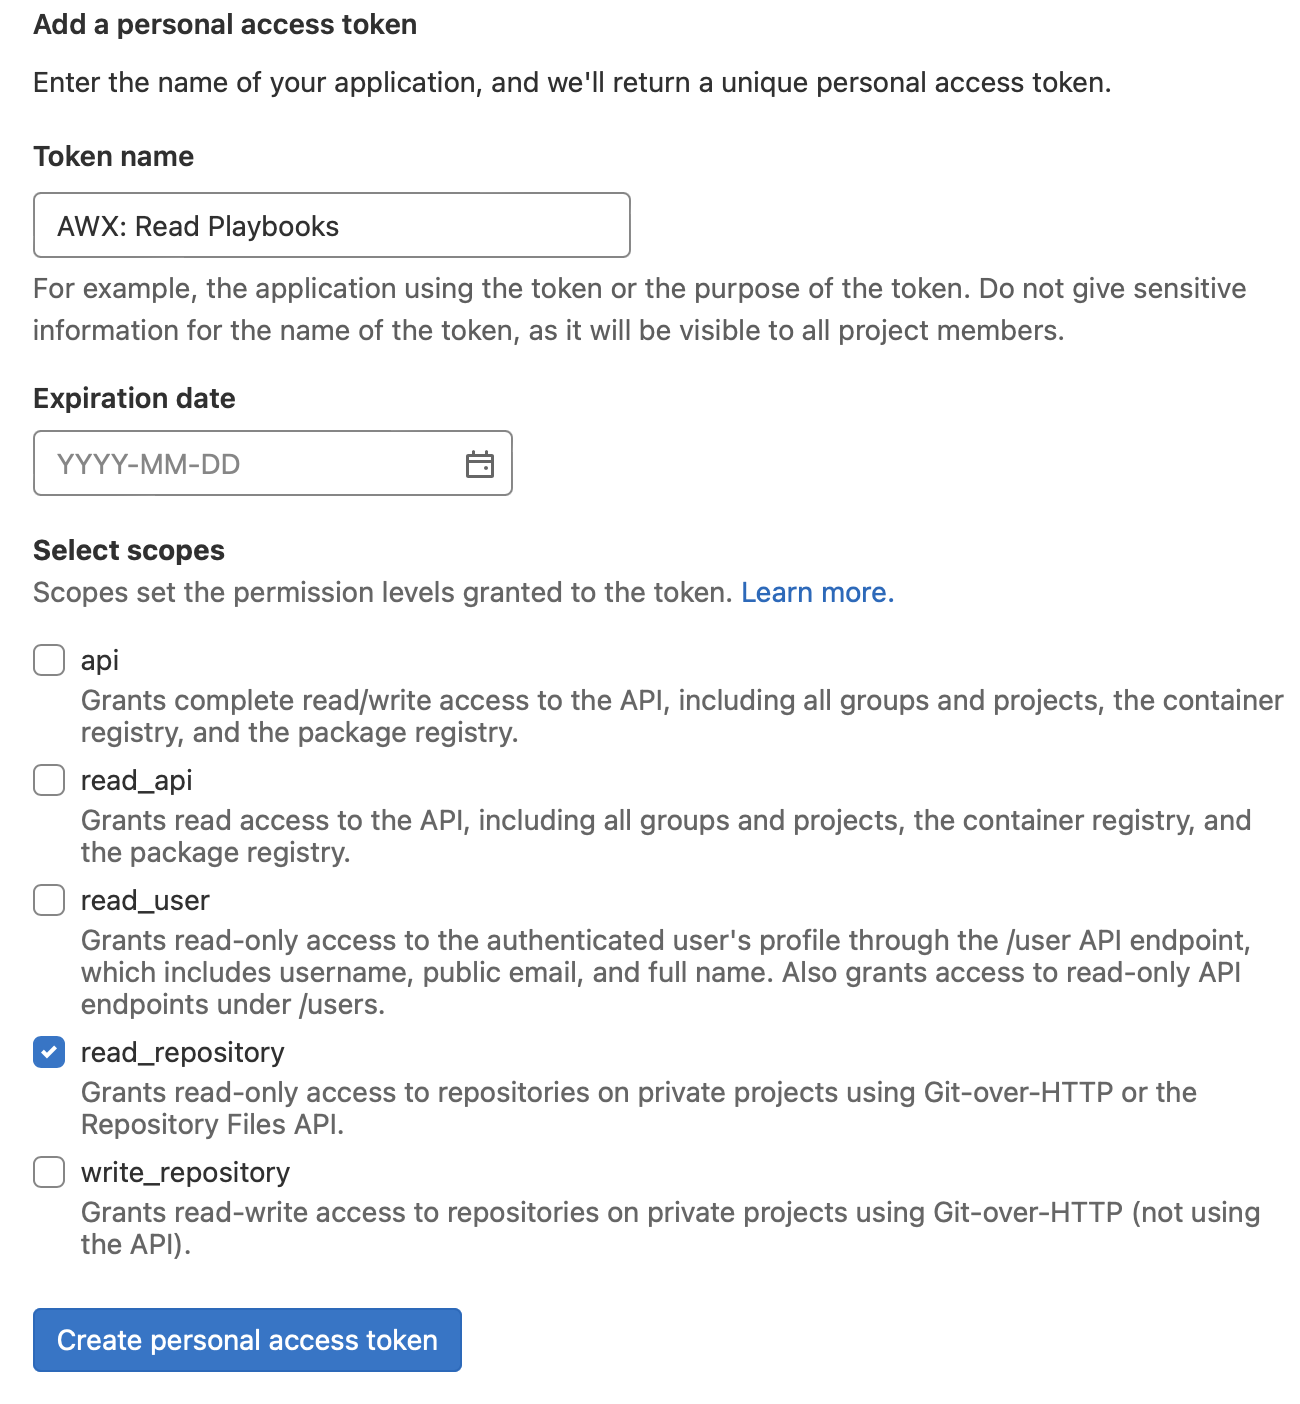 Add a personal access token
Enter the name of your application, and we'll return a unique personal access token.
Token name
AWX: Read Playbooks
For example, the application using the token or the purpose of the token. Do not give sensitive
information for the name of the token, as it will be visible to all project members.
Expiration date
YYYY-MM-DD
Select scopes
Scopes set the permission levels granted to the token. Learn more.
api
Grants complete read/write access to the API, including all groups and projects, the container
registry, and the package registry.
read_api
Grants read access to the API, including all groups and projects, the container registry, and
the package registry.
read_user
Grants read-only access to the authenticated user's profile through the /user API endpoint,
which includes username, public email, and full name. Also grants access to read-only API
endpoints under /users.
read_repository
Grants read-only access to repositories on private projects using Git-over-HTTP or the
Repository Files API.
write_repository
Grants read-write access to repositories on private projects using Git-over-HTTP (not using
the API).
Create personal access token